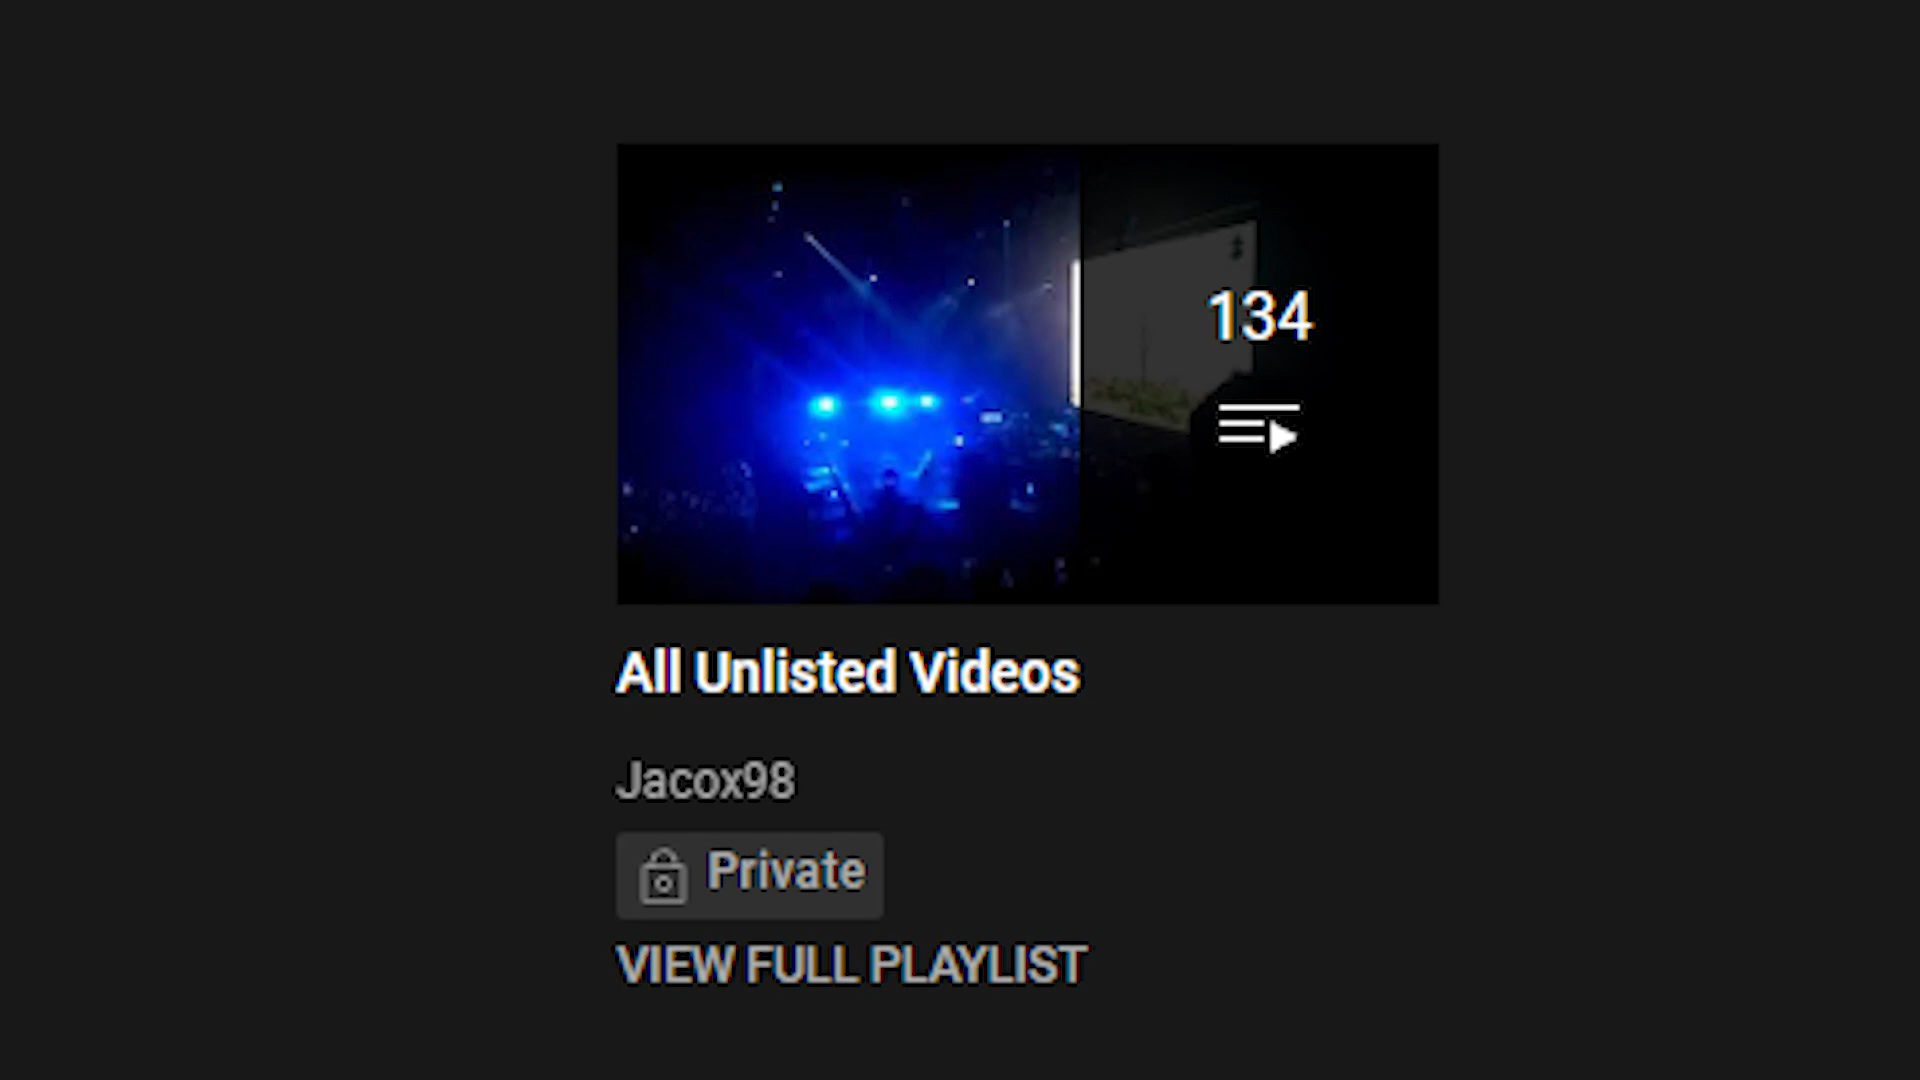 134
All Unlisted Videos
Jacox98
Private
VIEW FULL PLAYLIST